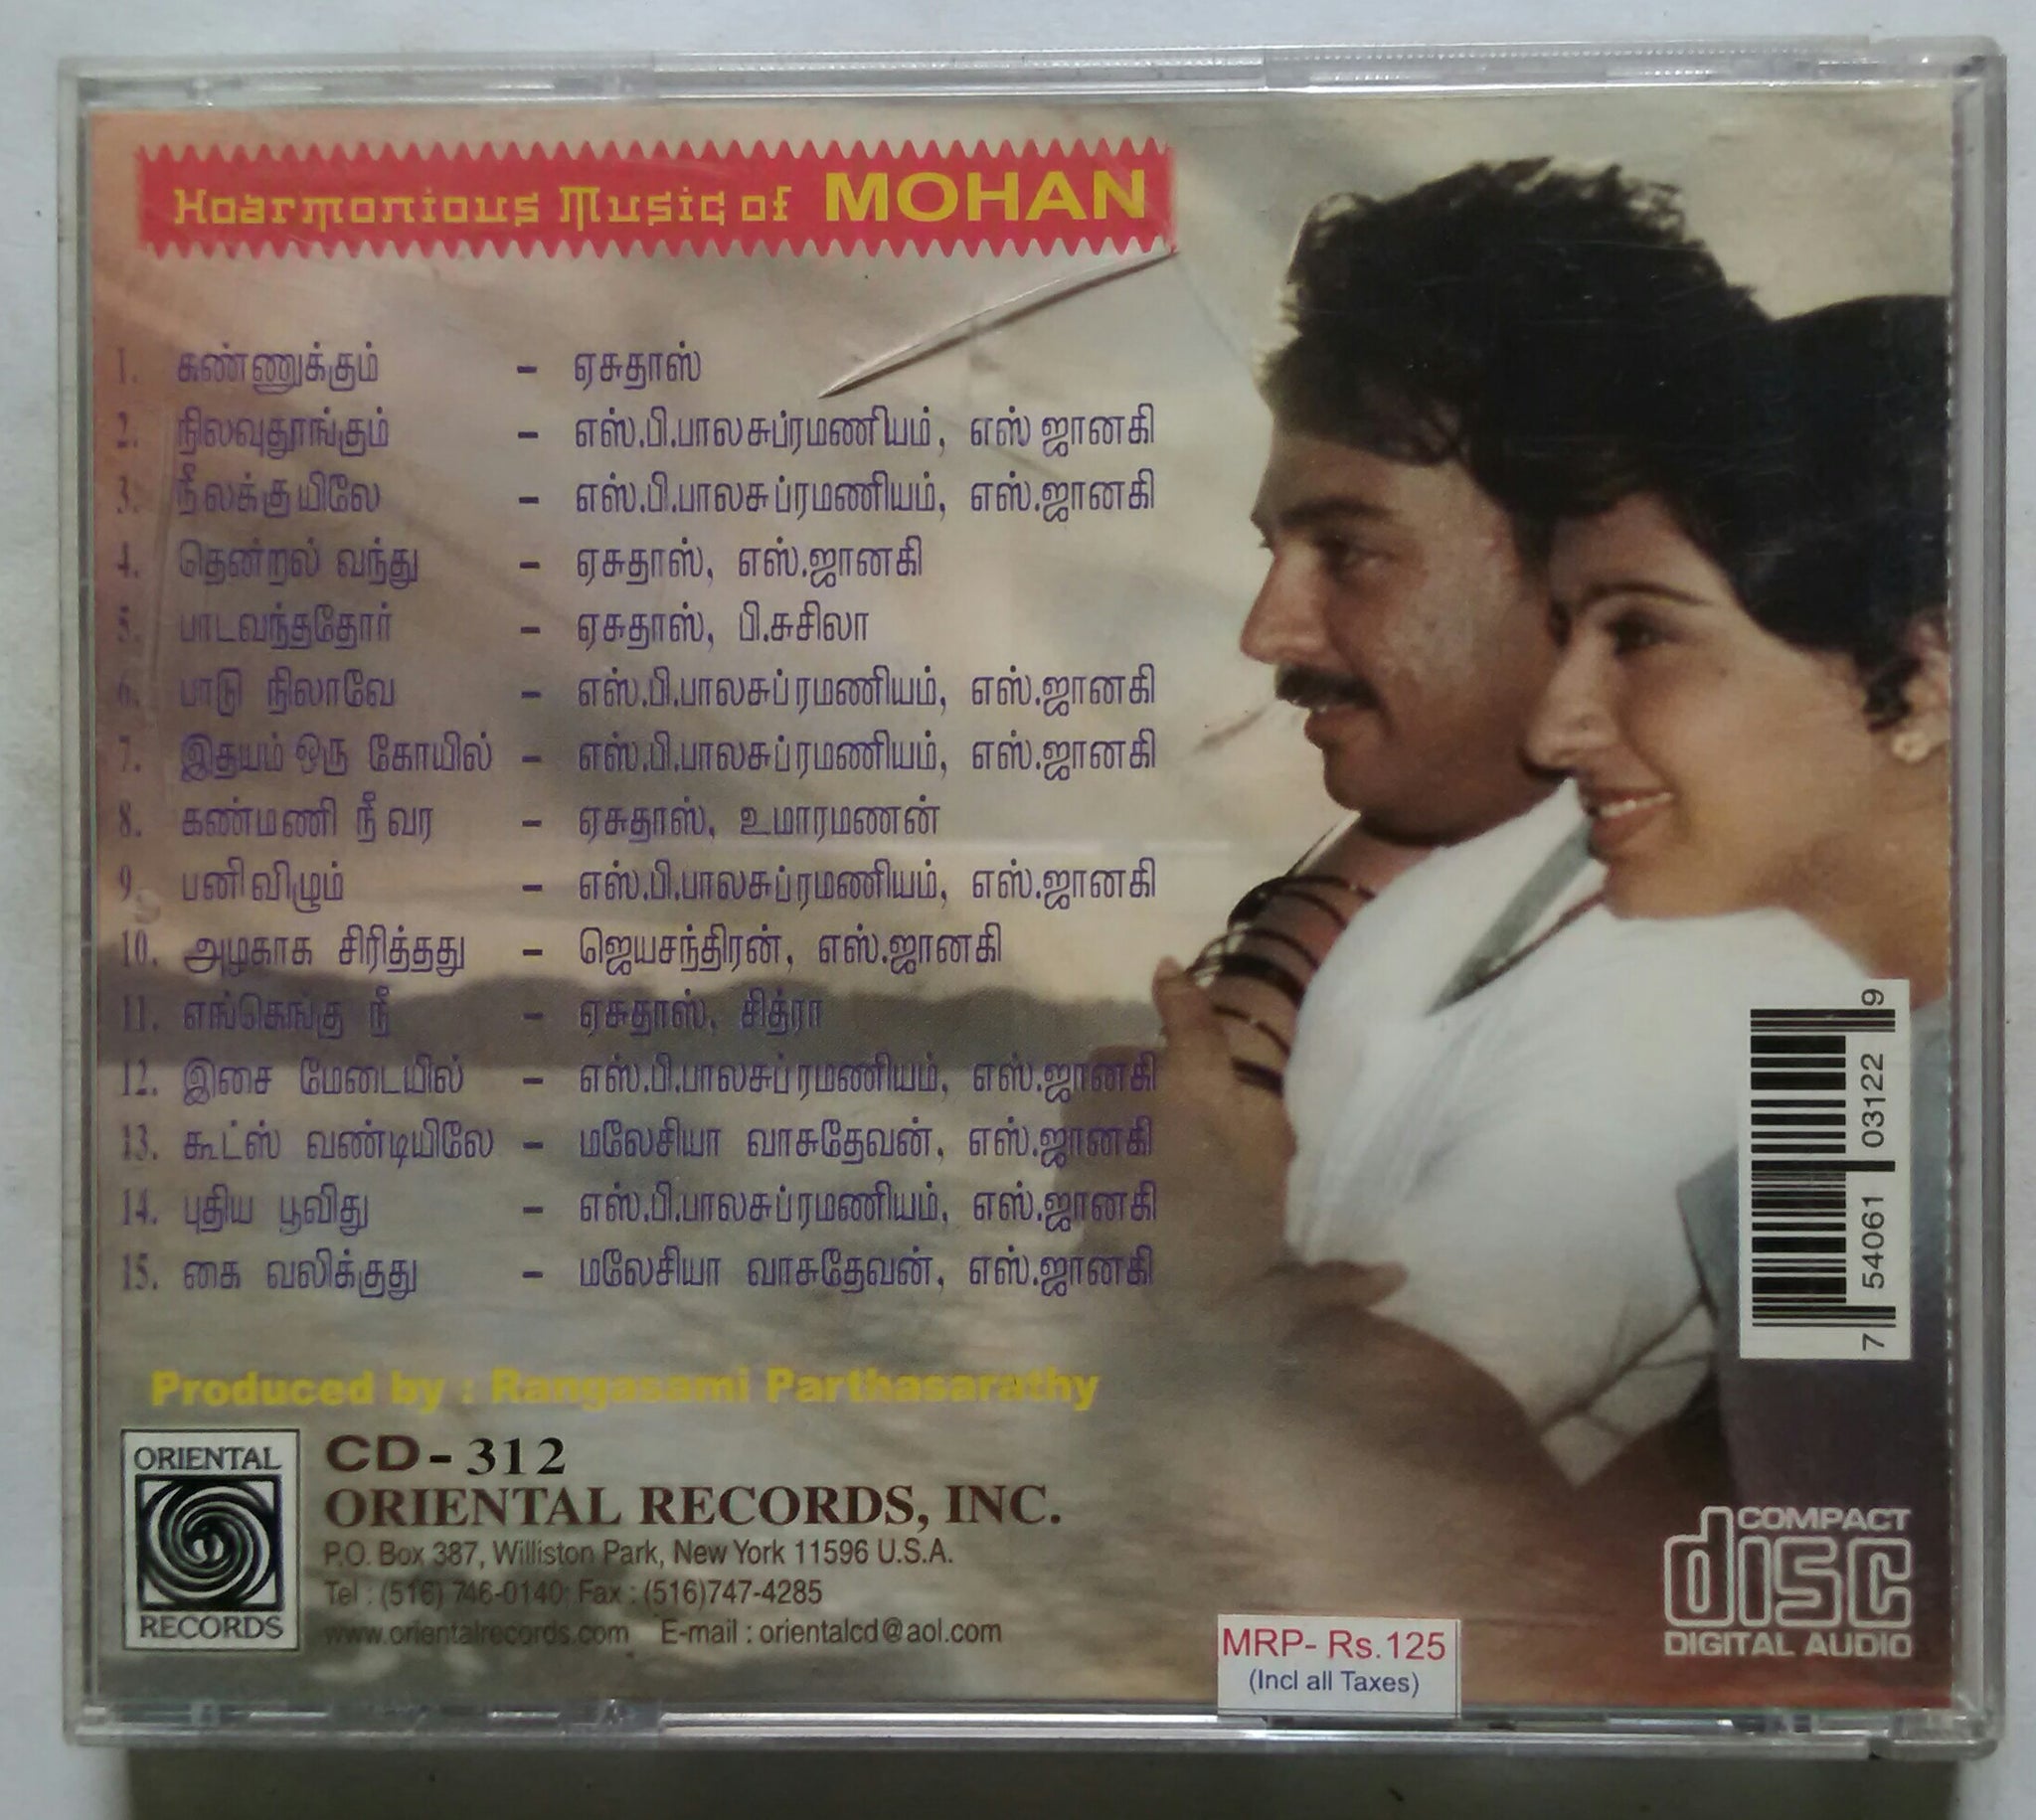 Hoarmonious Music of MOHAN
1. கண்ணுக்கும் - ஏசுதாஸ்
2. நிலவுதூங்கும் - எஸ்.பி.பாலசுப்ரமணியம், எஸ் ஜானகி
3. நீலக்குயிலே - எஸ்.பி.பாலசுப்ரமணியம், எஸ்.ஜானகி
4. தென்றல் வந்து - ஏசுதாஸ், எஸ்.ஜானகி
5. பாடவந்ததோர் - ஏசுதாஸ், பி.சுசிலா
6. பாடு நிலாவே - எஸ்.பி.பாலசுப்ரமணியம், எஸ்.ஜானகி
7. இதயம் ஒரு கோயில் - எஸ்.பி.பாலசுப்ரமணியம், எஸ்.ஜானகி
8. கண்மணி நீ வர - ஏசுதாஸ், உமாரமணன்
9. பனிவிழும் - எஸ்.பி.பாலசுப்ரமணியம், எஸ்.ஜானகி
10. அழகாக சிரித்தது - ஜெயசந்திரன், எஸ்.ஜானகி
11. எங்கெங்கு நீ - ஏசுதாஸ், சித்ரா
12. இசை மேடையில் - எஸ்.பி.பாலசுப்ரமணியம், எஸ்.ஜானகி
13. கூட்ஸ் வண்டியிலே - மலேசியா வாசுதேவன், எஸ்.ஜானகி
14. புதிய பூவிது - எஸ்.பி.பாலசுப்ரமணியம், எஸ்.ஜானகி
15. கை வலிக்குது - மலேசியா வாசுதேவன், எஸ்.ஜானகி
7 54061 03122 9
Produced by : Rangasami Parthasarathy
ORIENTAL
RECORDS
CD - 312
ORIENTAL RECORDS, INC.
P.O. Box 387, Williston Park, New York 11596 U.S.A.
Tel : (516) 746-0140; Fax : (516)747-4285
www.orientalrecords.com E-mail : orientalcd@aol.com
MRP- Rs.125
(Incl all Taxes)
COMPACT
disc
DIGITAL AUDIO